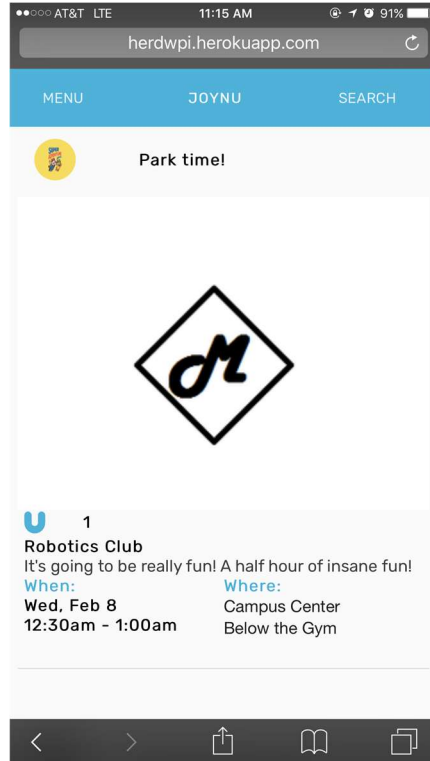 AT&T LTE 11:15 AM 91%
herdwpi.herokuapp.com
MENU JOYNU SEARCH
Park time!
M
U 1
Robotics Club
It's going to be really fun! A half hour of insane fun!
When: Where:
Wed, Feb 8 Campus Center
12:30am - 1:00am Below the Gym